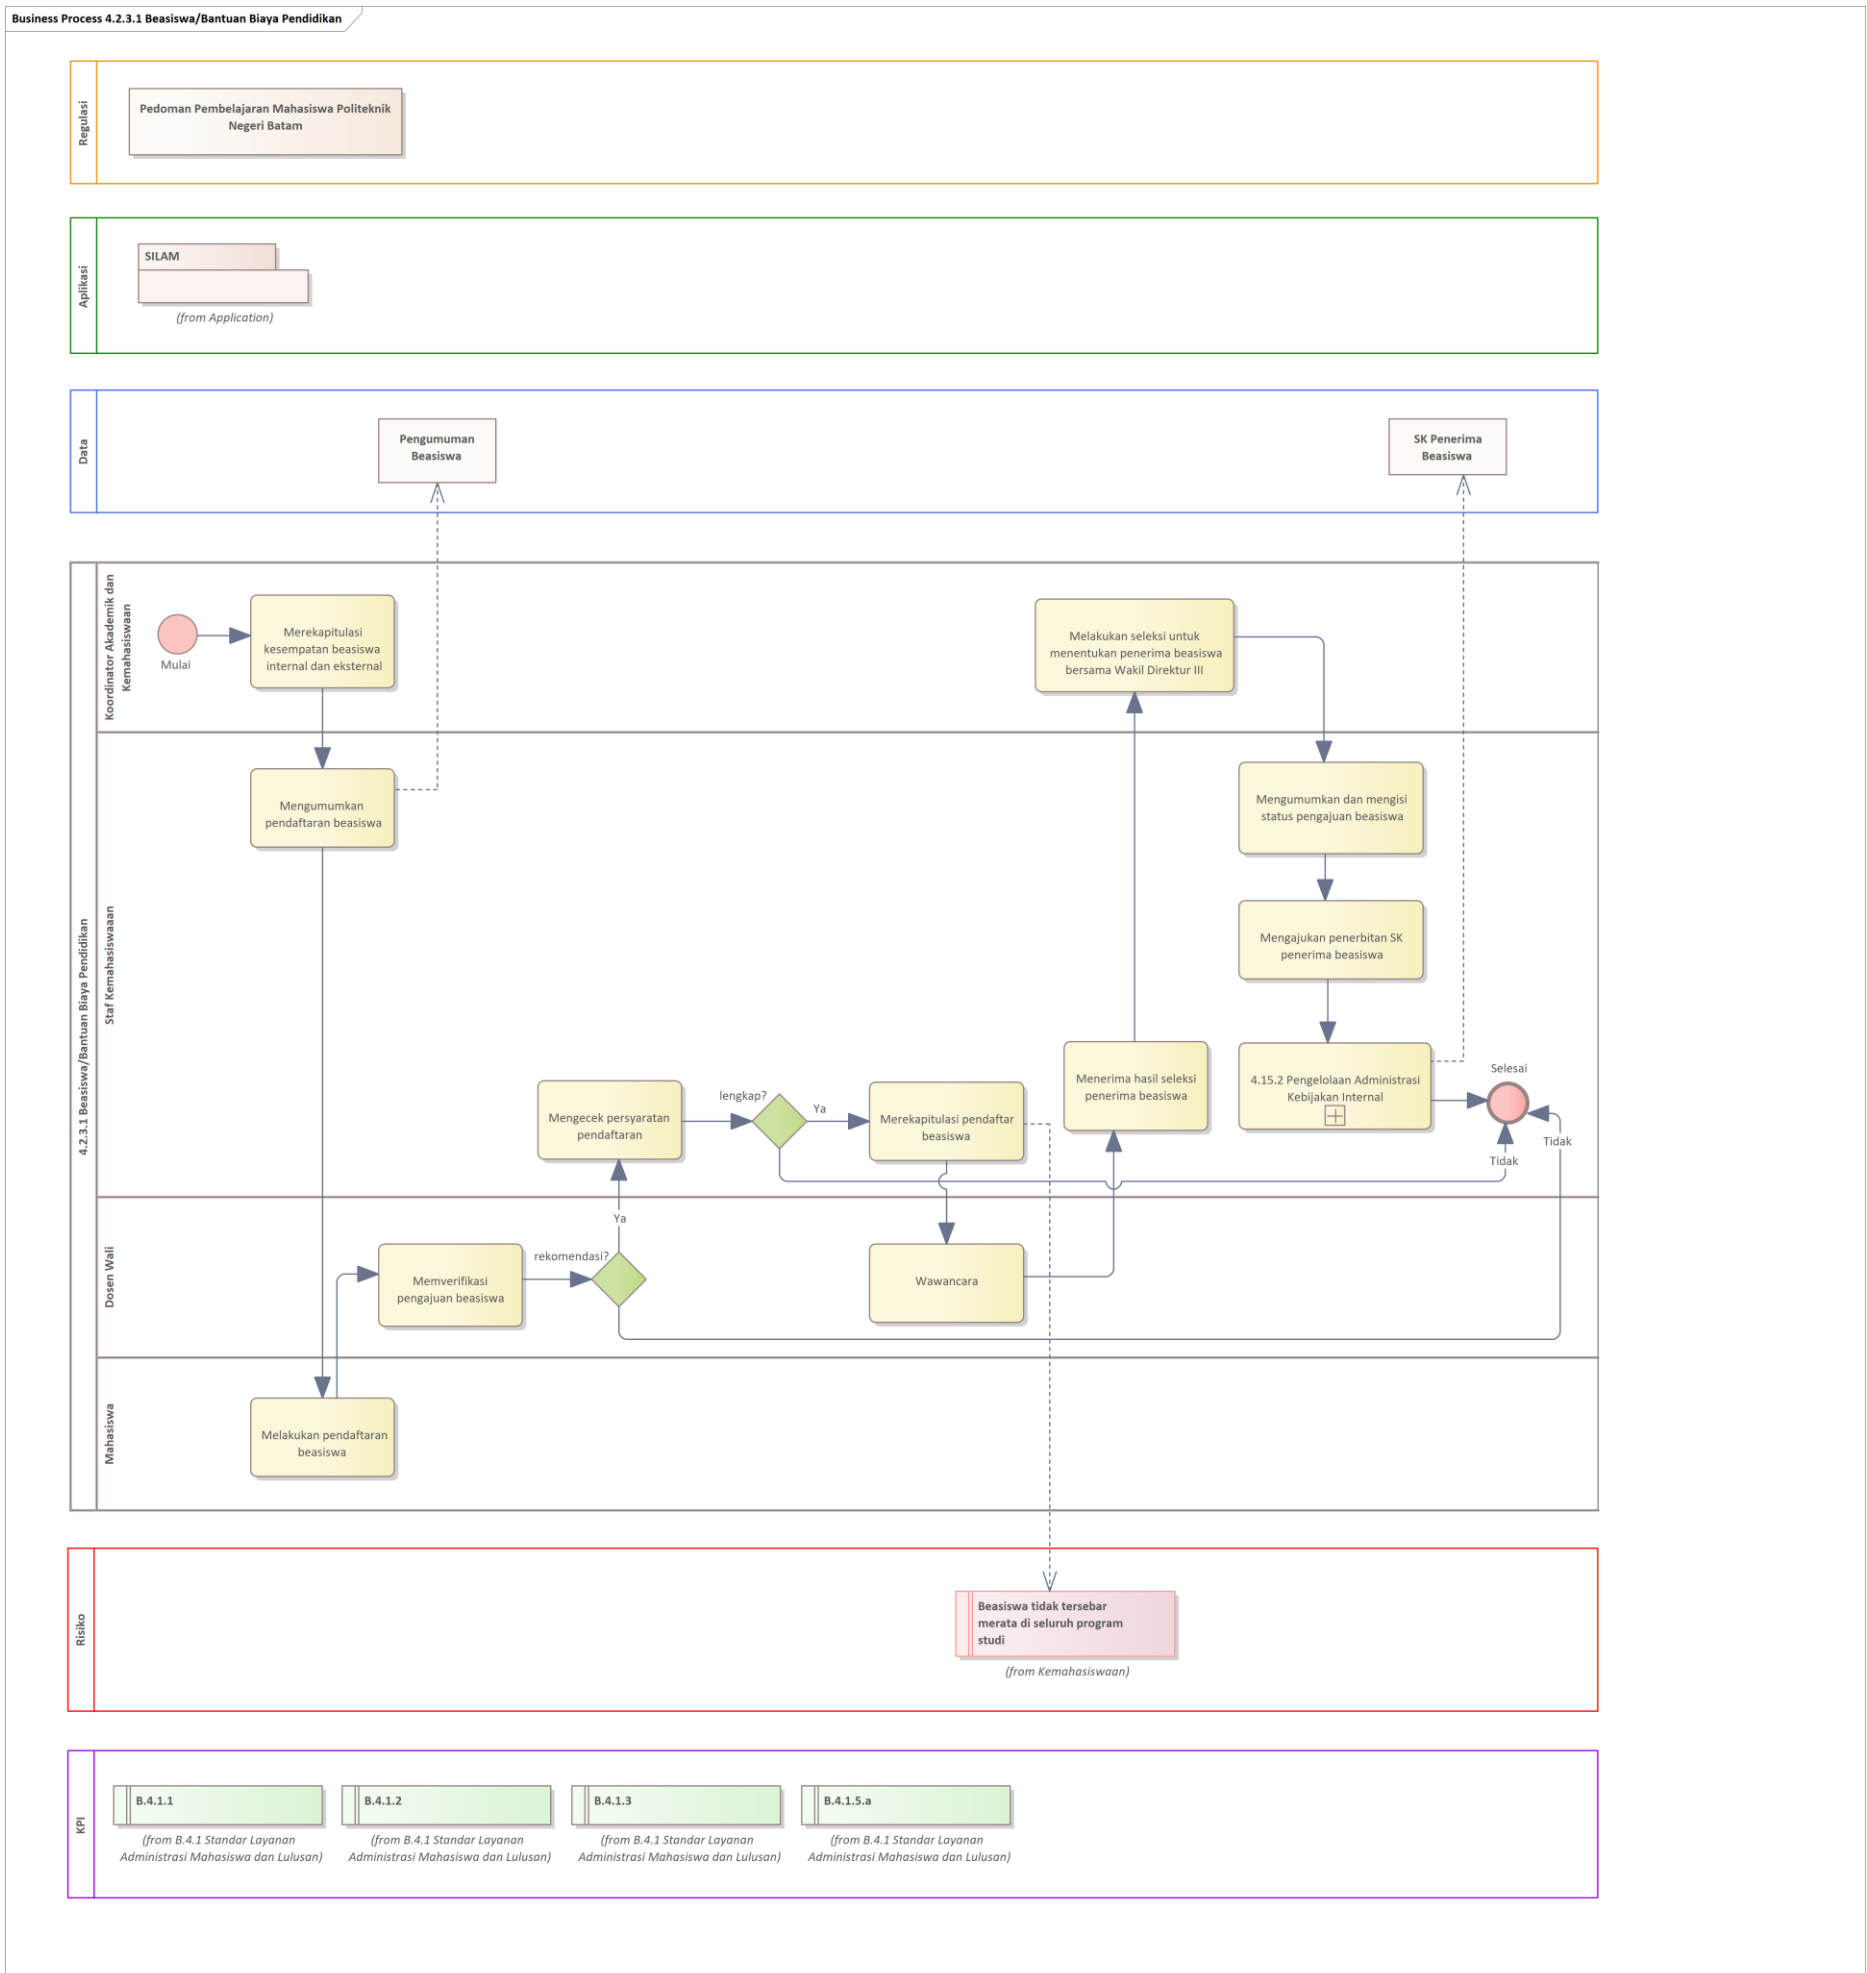 Business Process 4.2.3.1 Beasiswa/Bantuan Biaya Pendidikan
Regulasi
Pedoman Pembelajaran Mahasiswa Politeknik
Negeri Batam
Aplikasi
SILAM
(from Application)
Data
Pengumuman
Beasiswa
SK Penerima
Beasiswa
4.2.3.1 Beasiswa/Bantuan Biaya Pendidikan
Koordinator Akademik dan
Kemahasiswaan
Mulai
Merekapitulasi
kesempatan beasiswa
internal dan eksternal
Melakukan seleksi untuk
menentukan penerima beasiswa
bersama Wakil Direktur III
Staf Kemahasiswaan
Mengumumkan
pendaftaran beasiswa
Mengumumkan dan mengisi
status pengajuan beasiswa
Mengajukan penerbitan SK
penerima beasiswa
Mengecek persyaratan
pendaftaran
lengkap?
Ya
Merekapitulasi pendaftar
beasiswa
Menerima hasil seleksi
penerima beasiswa
4.15.2 Pengelolaan Administrasi
Kebijakan Internal
Selesai
Tidak
Tidak
Dosen Wali
Memverifikasi
pengajuan beasiswa
rekomendasi?
Ya
Wawancara
Mahasiswa
Melakukan pendaftaran
beasiswa
Risiko
Beasiswa tidak tersebar
merata di seluruh program
studi
(from Kemahasiswaan)
KPI
B.4.1.1
(from B.4.1 Standar Layanan
Administrasi Mahasiswa dan Lulusan)
B.4.1.2
(from B.4.1 Standar Layanan
Administrasi Mahasiswa dan Lulusan)
B.4.1.3
(from B.4.1 Standar Layanan
Administrasi Mahasiswa dan Lulusan)
B.4.1.5.a
(from B.4.1 Standar Layanan
Administrasi Mahasiswa dan Lulusan)